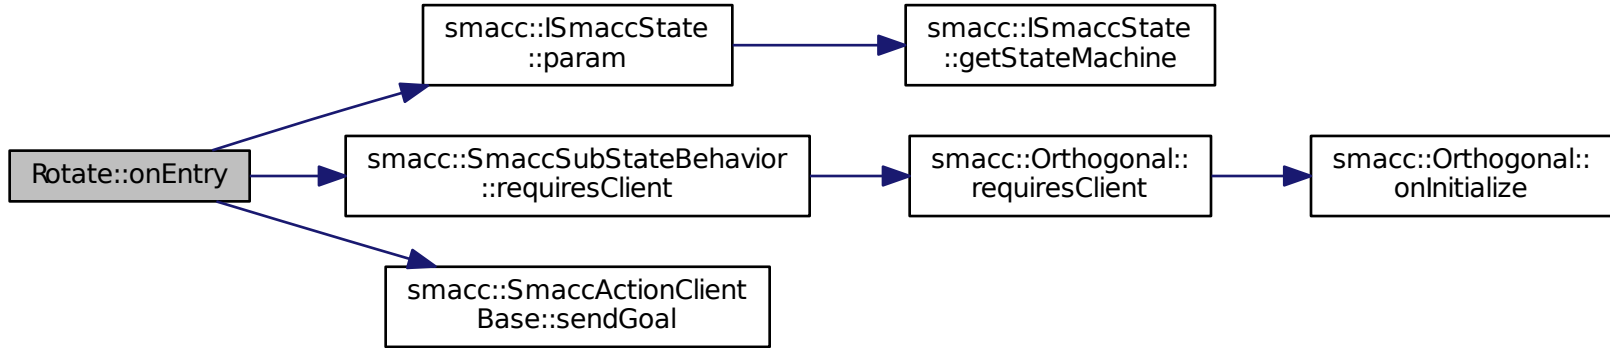 smacc::ISmaccState
::param
smacc::ISmaccState
::getStateMachine
Rotate::onEntry
smacc::SmaccSubStateBehavior
::requiresClient
smacc::Orthogonal::
requiresClient
smacc::Orthogonal::
onInitialize
smacc::SmaccActionClient
Base::sendGoal